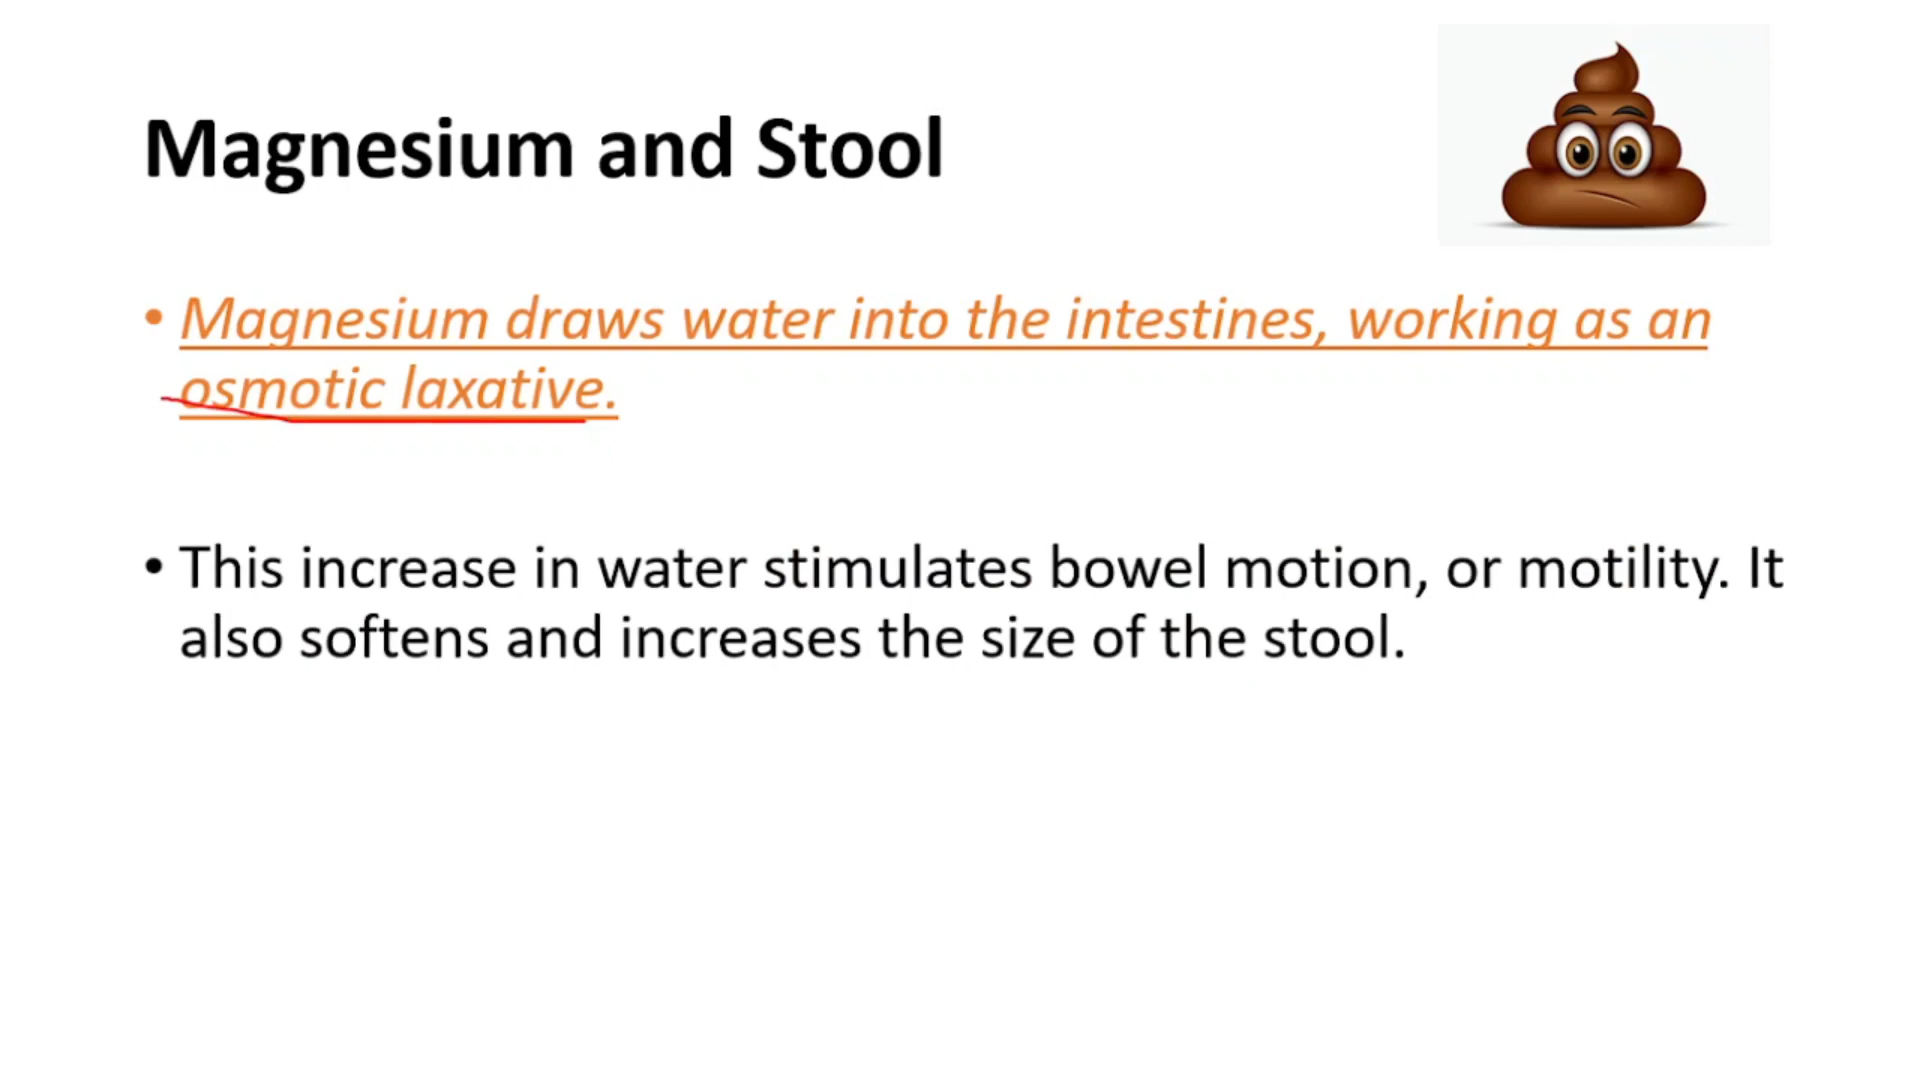 Magnesium and Stool
• Magnesium draws water into the intestines, working as an
osmotic laxative.
• This increase in water stimulates bowel motion, or motility. It
also softens and increases the size of the stool.